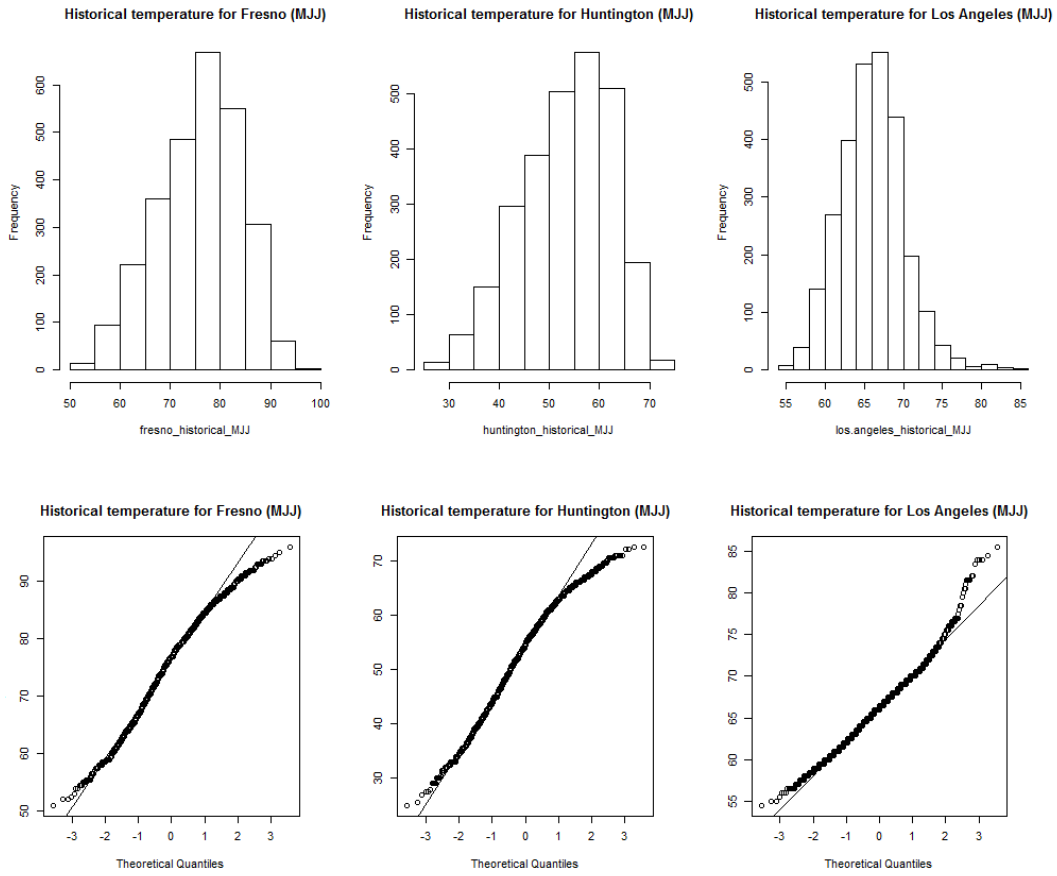 Historical temperature for Fresno (MJJ)
Historical temperature for Huntington (MJJ)
Historical temperature for Los Angeles (MJJ)
Frequency
0 100 200 300 400 500 600
50 60 70 80 90 100
fresno_historical_MJJ
Frequency
0 100 200 300 400 500
30 40 50 60 70
huntington_historical_MJJ
Frequency
0 100 200 300 400 500
55 60 65 70 75 80 85
los.angeles_historical_MJJ
Historical temperature for Fresno (MJJ)
Historical temperature for Huntington (MJJ)
Historical temperature for Los Angeles (MJJ)
50 60 70 80 90
-3 -2 -1 0 1 2 3
Theoretical Quantiles
30 40 50 60 70
-3 -2 -1 0 1 2 3
Theoretical Quantiles
55 60 65 70 75 80 85
-3 -2 -1 0 1 2 3
Theoretical Quantiles